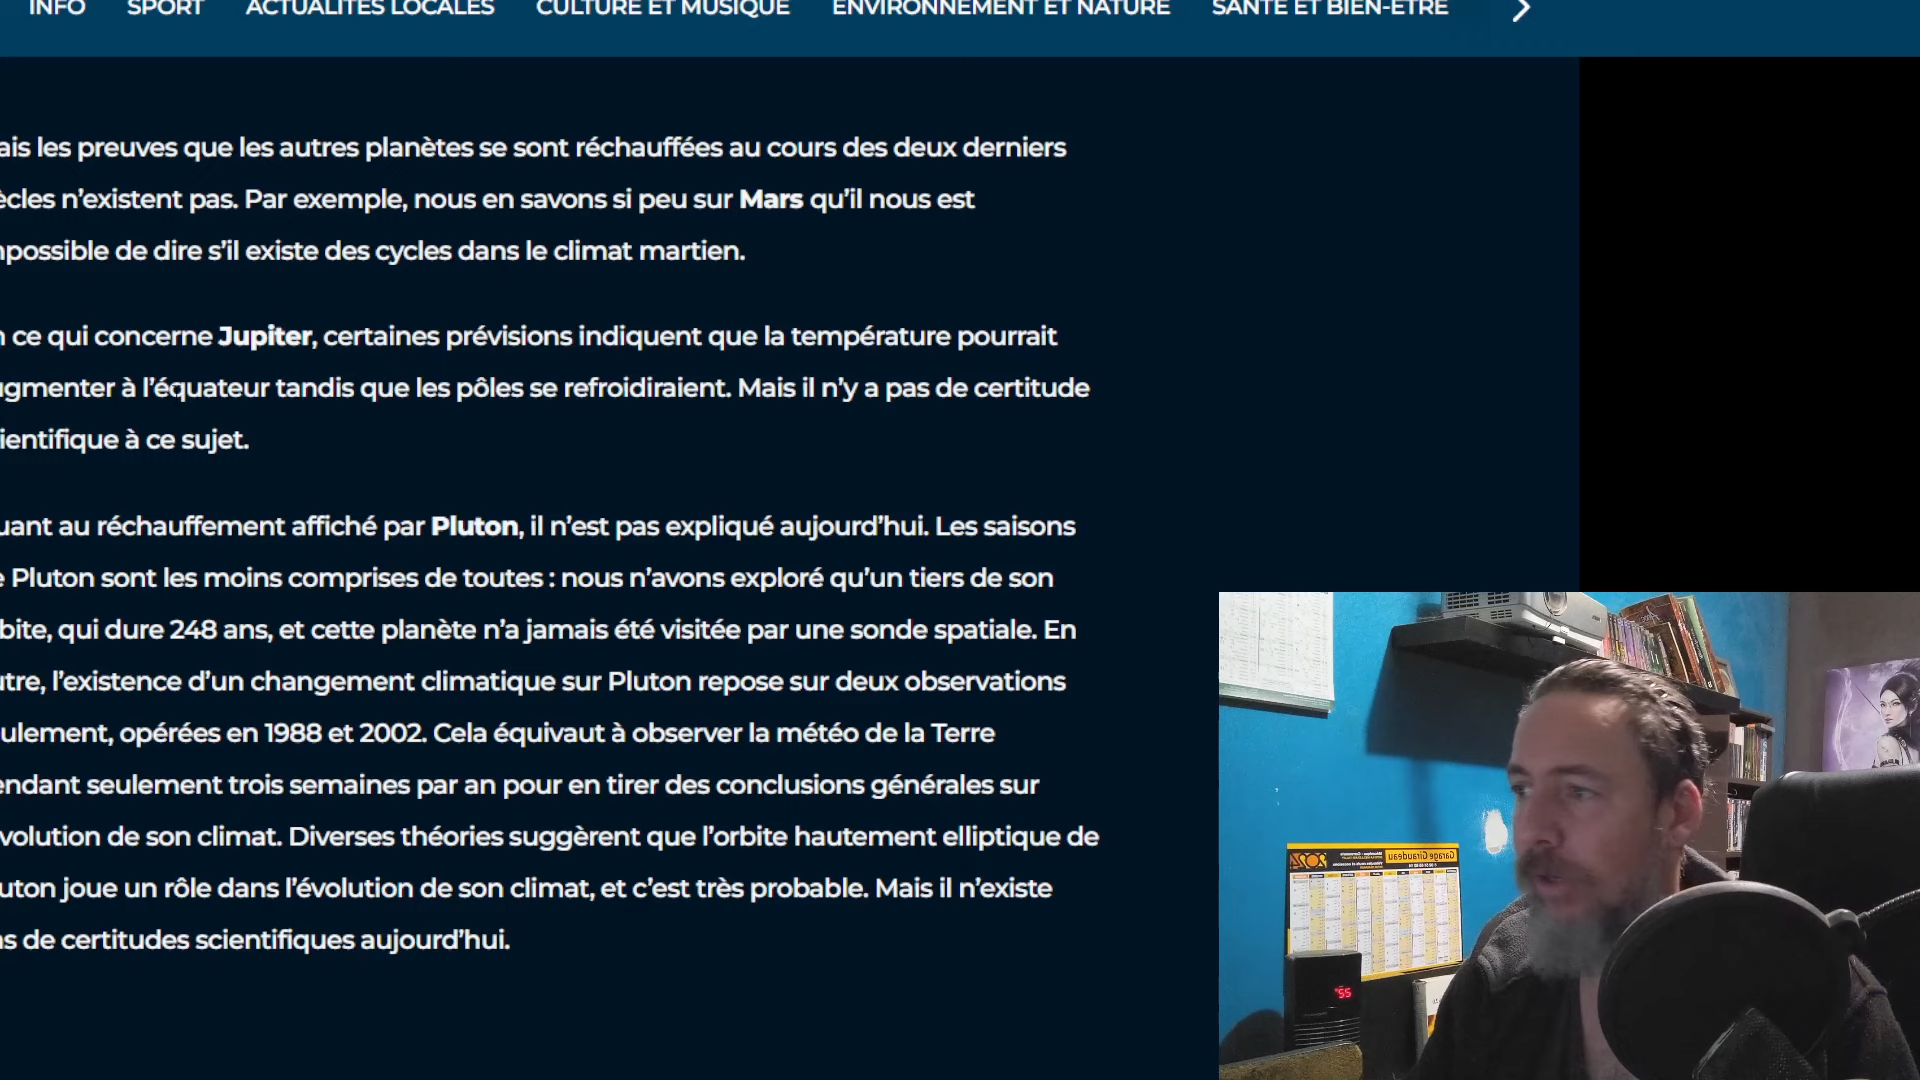 INFO SPORT ACTUALITÉS LOCALES CULTURE ET MUSIQUE ENVIRONNEMENT ET NATURE SANTÉ ET BIEN-ÊTRE
ais les preuves que les autres planètes se sont réchauffées au cours des deux derniers
ècles n’existent pas. Par exemple, nous en savons si peu sur Mars qu’il nous est
npossible de dire s’il existe des cycles dans le climat martien.
n ce qui concerne Jupiter, certaines prévisions indiquent que la température pourrait
ugmenter à l’équateur tandis que les pôles se refroidiraient. Mais il n’y a pas de certitude
ientifique à ce sujet.
uant au réchauffement affiché par Pluton, il n’est pas expliqué aujourd’hui. Les saisons
e Pluton sont les moins comprises de toutes : nous n’avons exploré qu’un tiers de son
bite, qui dure 248 ans, et cette planète n’a jamais été visitée par une sonde spatiale. En
utre, l’existence d’un changement climatique sur Pluton repose sur deux observations
ulement, opérées en 1988 et 2002. Cela équivaut à observer la météo de la Terre
endant seulement trois semaines par an pour en tirer des conclusions générales sur
volution de son climat. Diverses théories suggèrent que l’orbite hautement elliptique de
uton joue un rôle dans l’évolution de son climat, et c’est très probable. Mais il n’existe
as de certitudes scientifiques aujourd’hui.
Garage Giraudeau